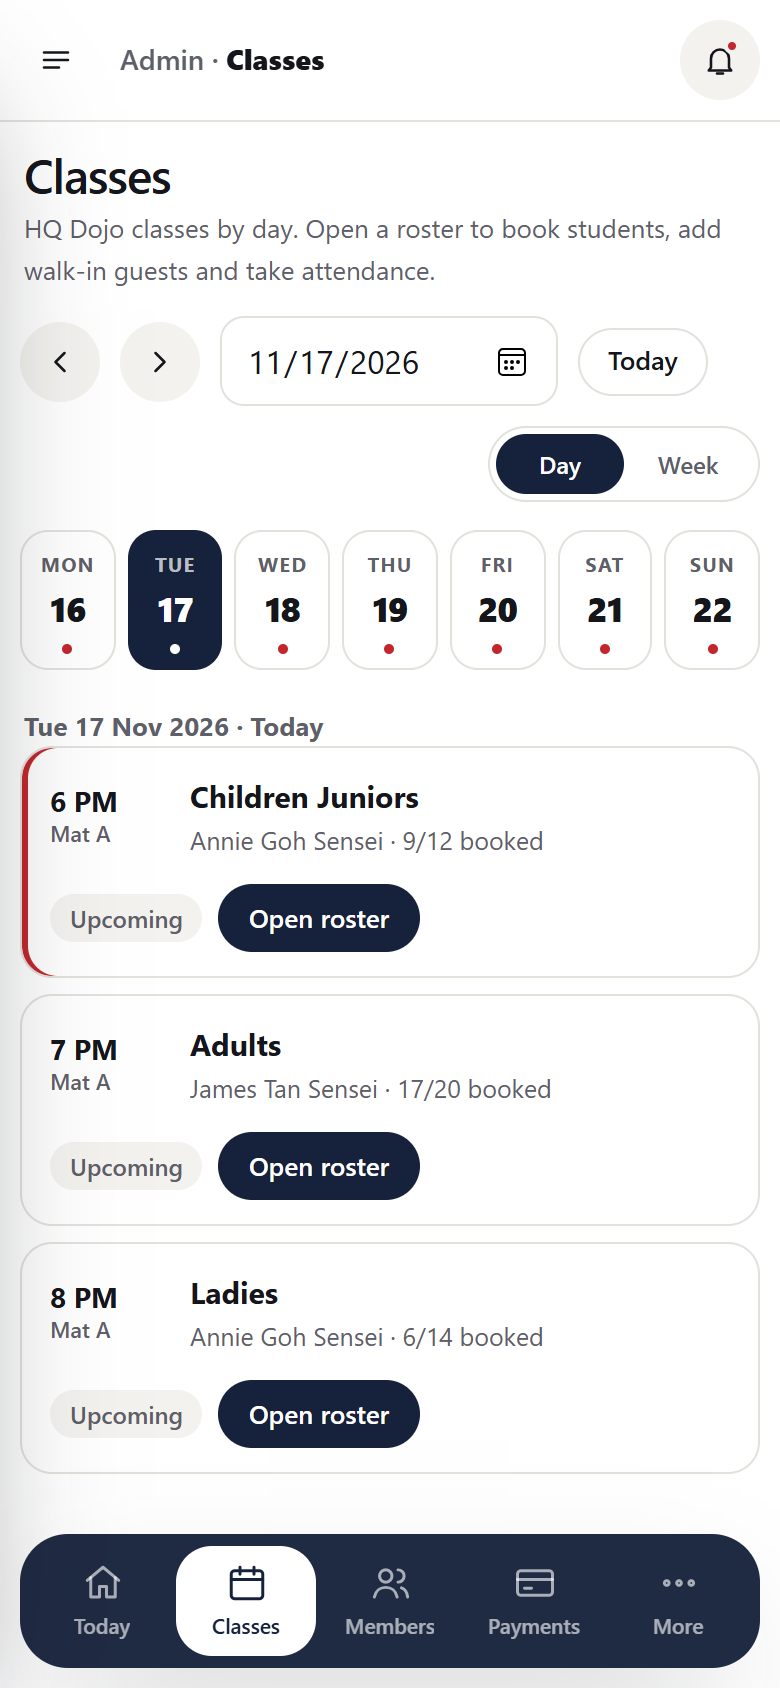 Admin · Classes
Classes
HQ Dojo classes by day. Open a roster to book students, add
walk-in guests and take attendance.
11/17/2026
Today
Day
Week
MON
TUE
WED
THU
FRI
SAT
SUN
16
17
18
19
20
21
22
Tue 17 Nov 2026 · Today
6 PM
Mat A
Children Juniors
Annie Goh Sensei · 9/12 booked
Upcoming
Open roster
7 PM
Mat A
Adults
James Tan Sensei · 17/20 booked
Upcoming
Open roster
8 PM
Mat A
Ladies
Annie Goh Sensei · 6/14 booked
Upcoming
Open roster
Today
Classes
Members
Payments
More